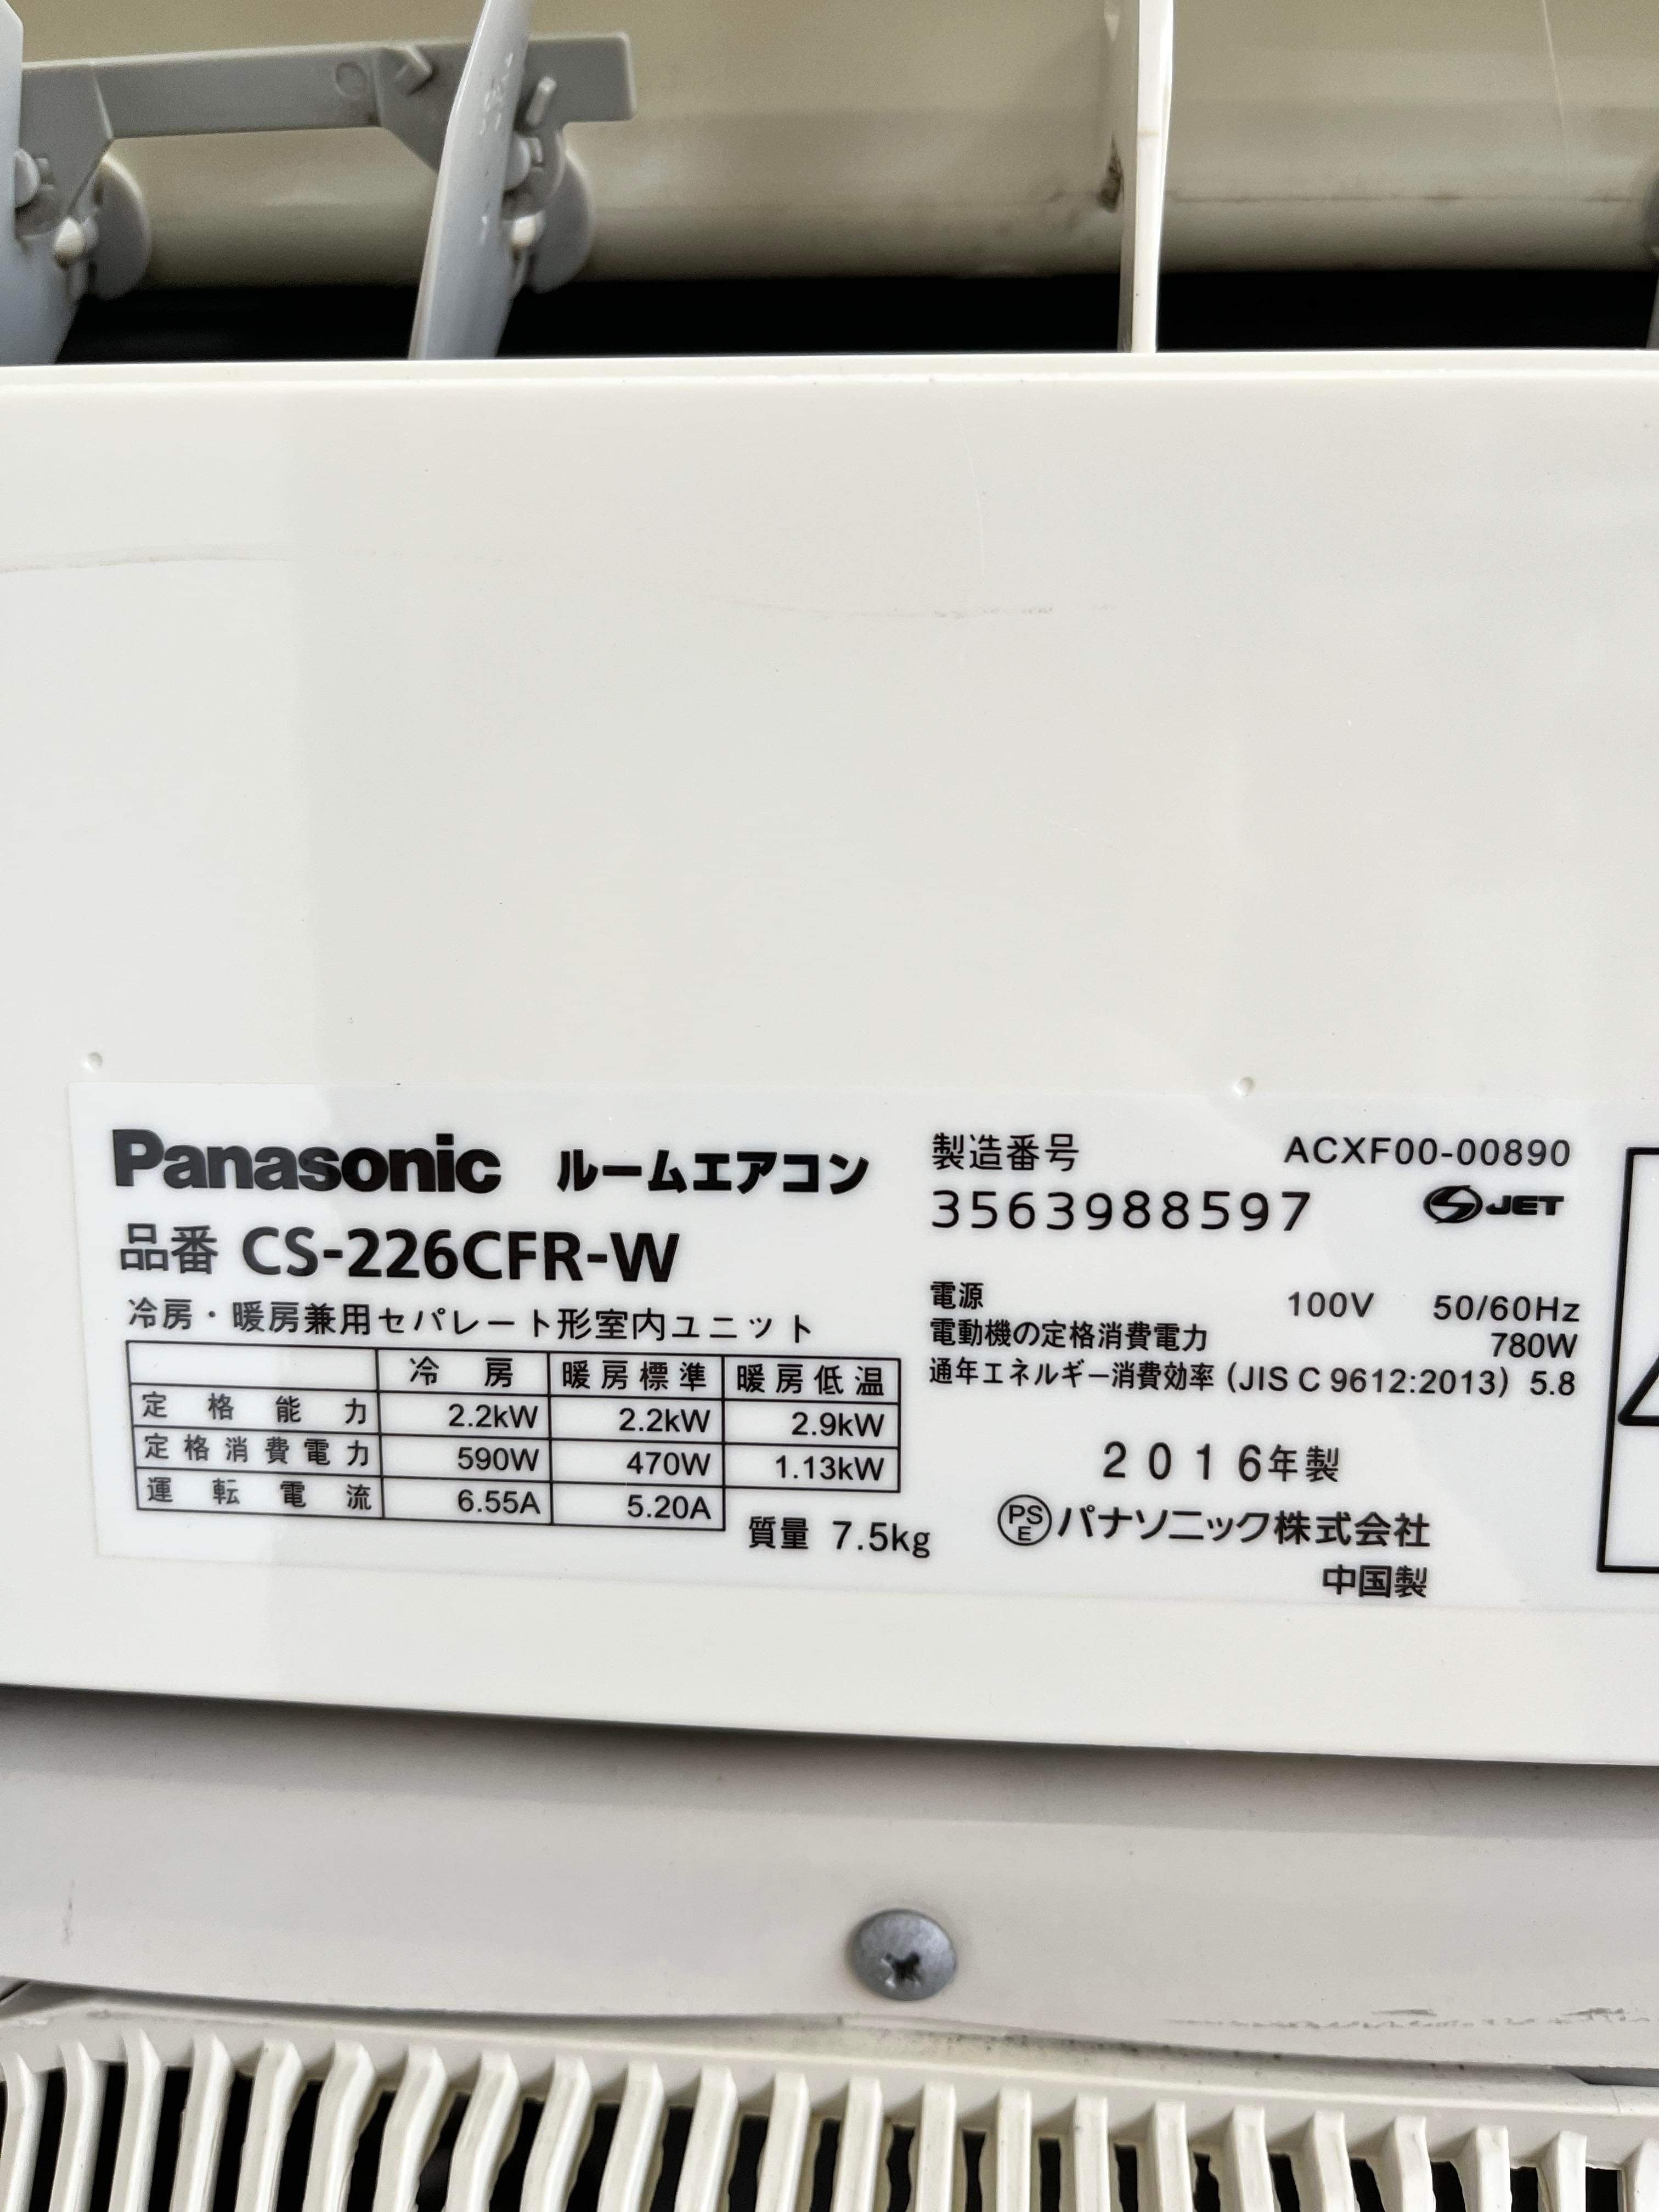 Panasonic ルームエアコン
品番 CS-226CFR-W
冷房・暖房兼用セパレート形室内ユニット
冷房 暖房標準 暖房低温
定格能力 2.2kW 2.2kW 2.9kW
定格消費電力 590W 470W 1.13kW
運転電流 6.55A 5.20A
質量 7.5kg
製造番号 ACXF00-00890
3563988597 JET
電源 100V 50/60Hz
電動機の定格消費電力 780W
通年エネルギー消費効率(JIS C 9612:2013) 5.8
2016年製
PSE パナソニック株式会社
中国製